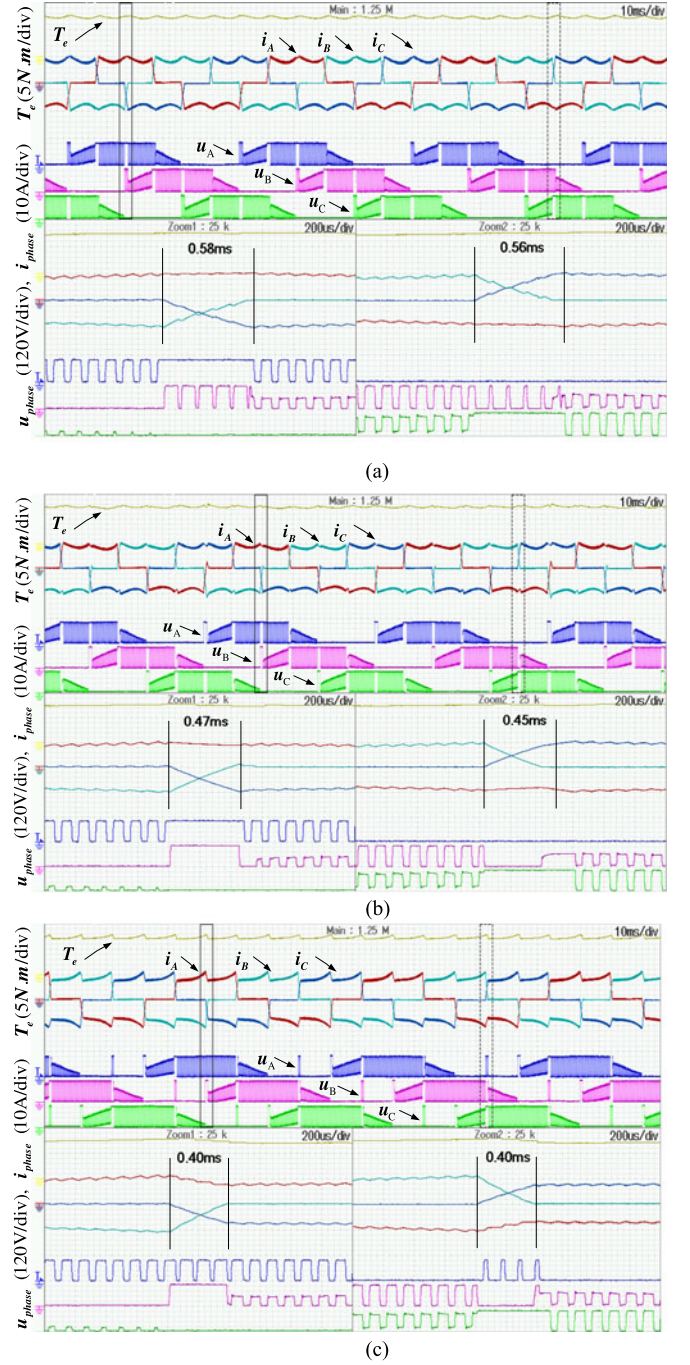 Main : 1.25 M 10ms/div
T_e
i_A i_B i_C
u_A
u_B
u_C
Zoom1 : 25 k 200us/div Zoom2 : 25 k 200us/div
0.58ms 0.56ms
u_phase (120V/div), i_phase (10A/div) T_e (5N.m/div)
(a)
Main : 1.25 M 10ms/div
T_e
i_A i_B i_C
u_A
u_B
u_C
Zoom1 : 25 k 200us/div Zoom2 : 25 k 200us/div
0.47ms 0.45ms
u_phase (120V/div), i_phase (10A/div) T_e (5N.m/div)
(b)
Main : 1.25 M 10ms/div
T_e
i_A i_B i_C
u_A
u_B
u_C
Zoom1 : 25 k 200us/div Zoom2 : 25 k 200us/div
0.40ms 0.40ms
u_phase (120V/div), i_phase (10A/div) T_e (5N.m/div)
(c)